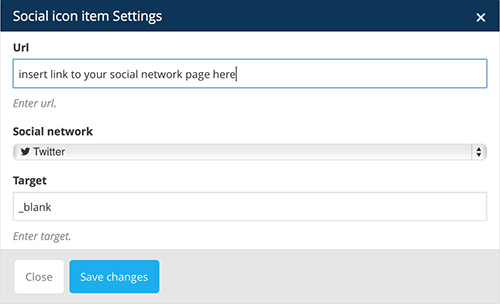 Social icon item Settings
Url
insert link to your social network page here
Enter url.
Social network
Twitter
Target
_blank
Enter target.
Close
Save changes